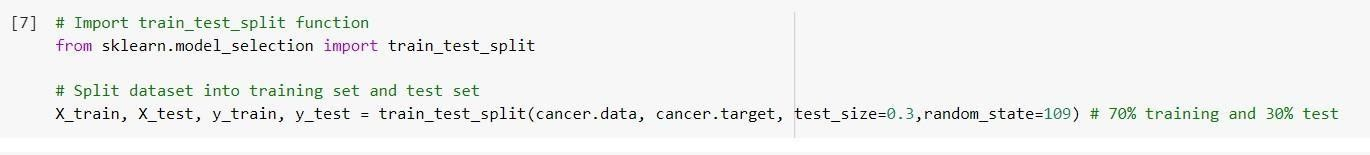 [7] # Import train_test_split function
from sklearn.model_selection import train_test_split
# Split dataset into training set and test set
X_train, X_test, y_train, y_test = train_test_split(cancer.data, cancer.target, test_size=0.3,random_state=109) # 70% training and 30% test